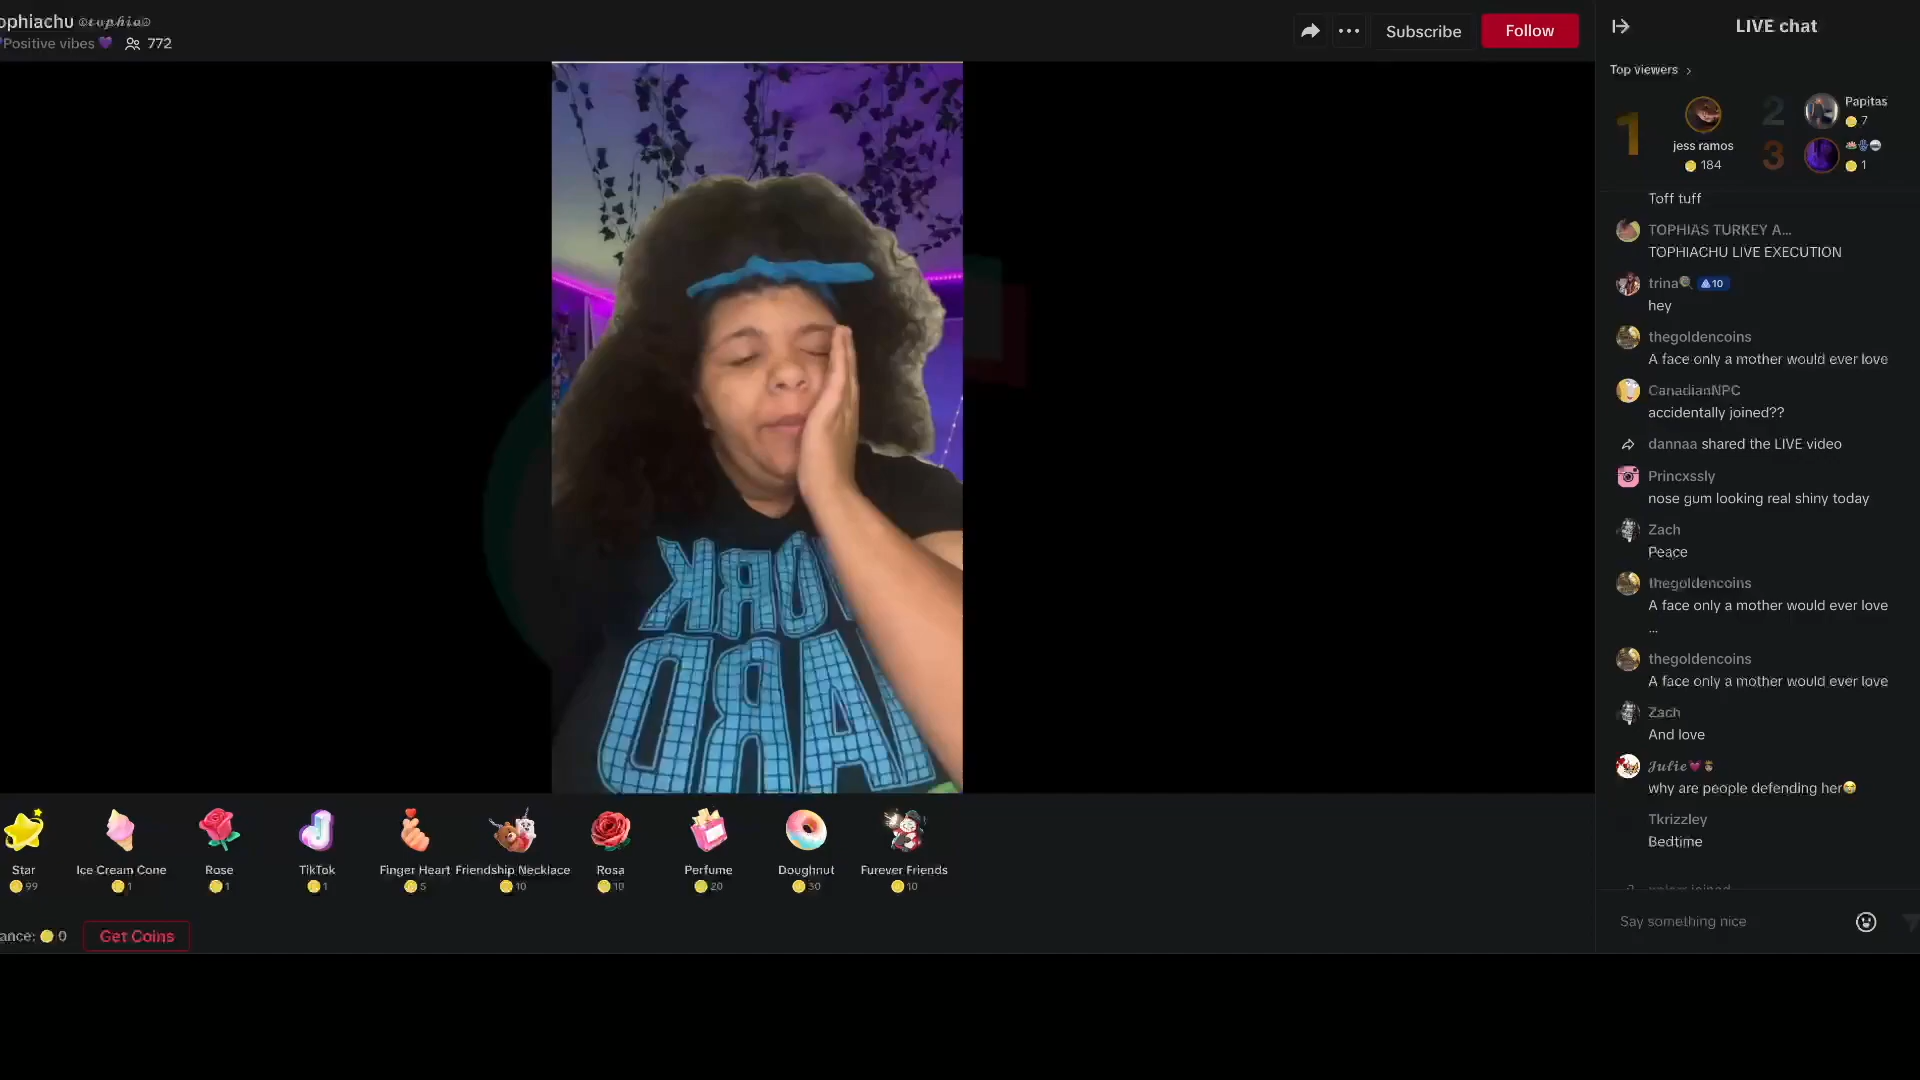 ophiachu @𝓽𝓸𝓹𝓱𝓲𝓪
Positive vibes 💜 772
Subscribe
Follow
LIVE chat
Top viewers
1
jess ramos
184
2
Papitas
7
3
1
Toff tuff
TOPHIAS TURKEY A...
TOPHIACHU LIVE EXECUTION
trina 10
hey
thegoldencoins
A face only a mother would ever love
CanadianNPC
accidentally joined??
dannaa shared the LIVE video
Princxssly
nose gum looking real shiny today
Zach
Peace
thegoldencoins
A face only a mother would ever love
...
thegoldencoins
A face only a mother would ever love
Zach
And love
𝓙𝓾𝓵𝓲𝓮
why are people defending her😭
Tkrizzley
Bedtime
joined
Say something nice
ORK
HARD
Star
99
Ice Cream Cone
1
Rose
1
TikTok
1
Finger Heart
5
Friendship Necklace
10
Rosa
10
Perfume
20
Doughnut
30
Furever Friends
10
ance: 0
Get Coins